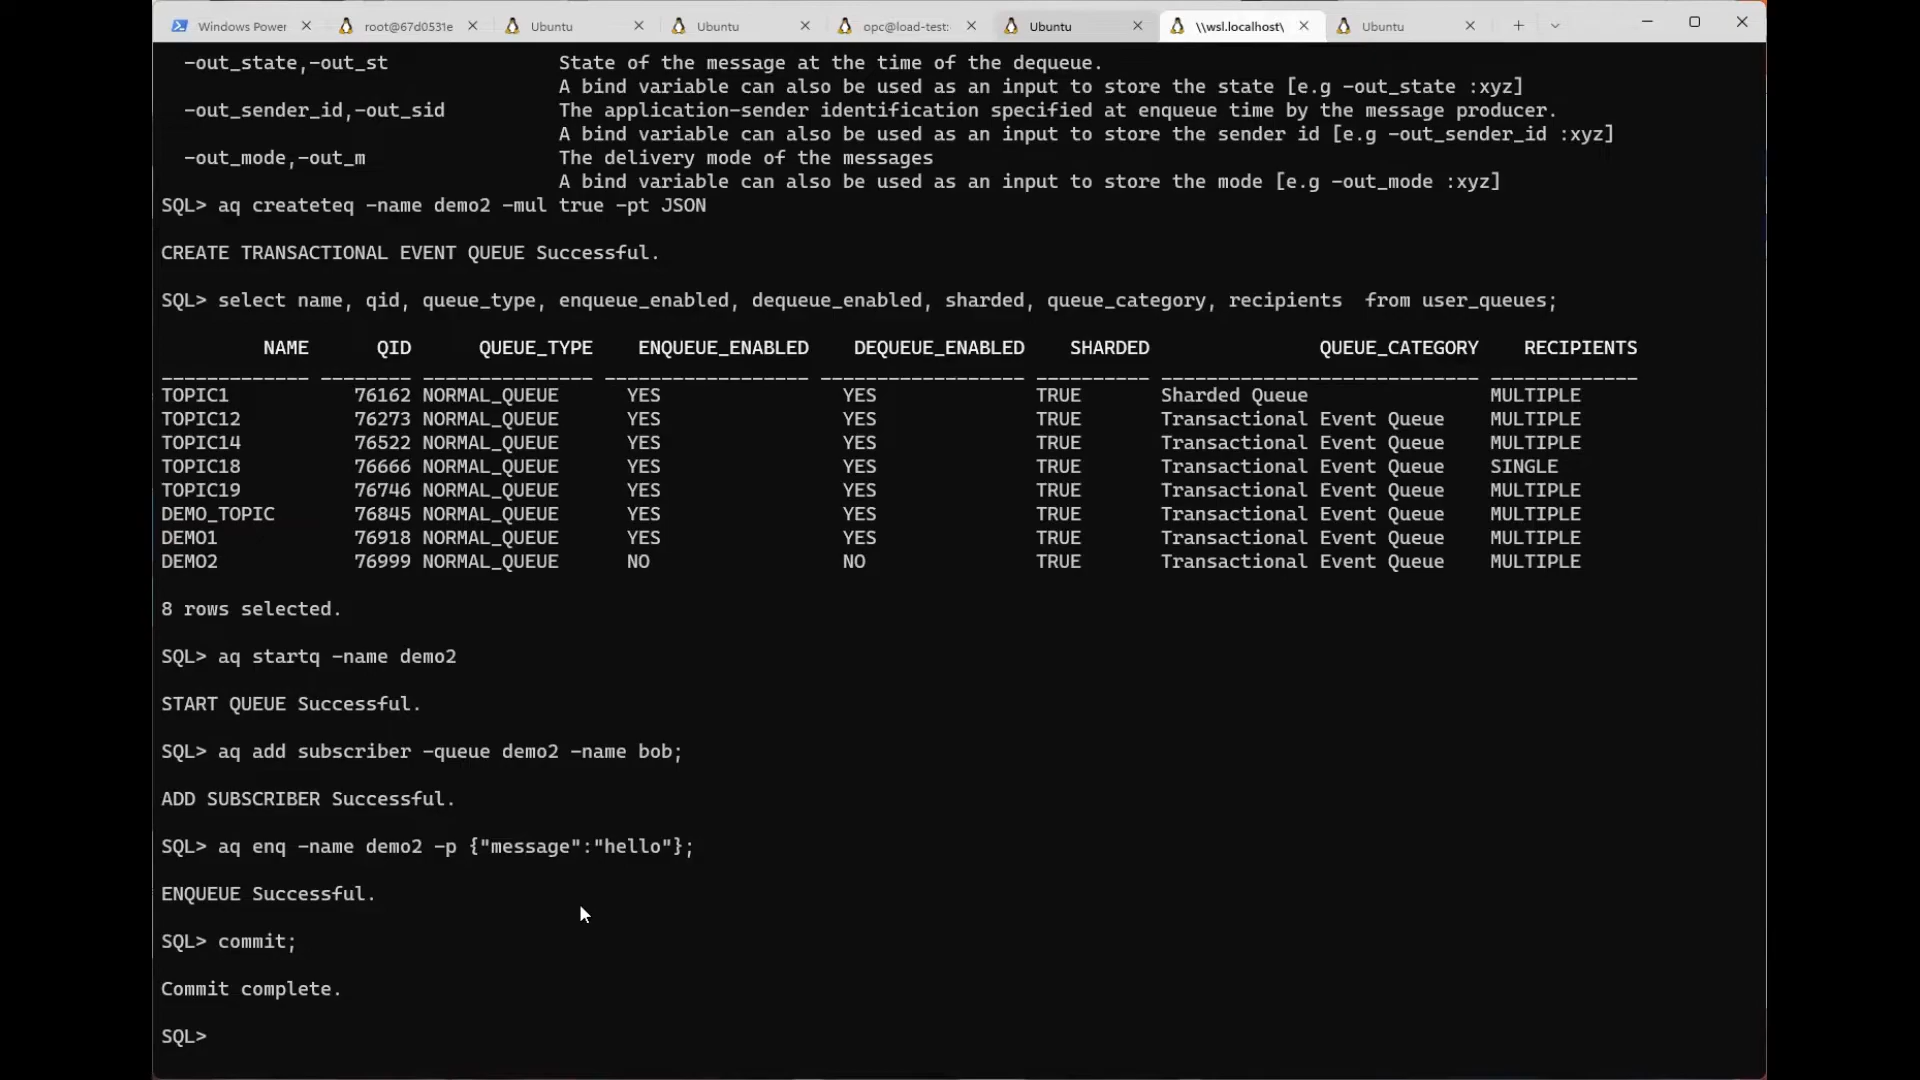 Windows Power root@67d0531e Ubuntu Ubuntu opc@load-test: Ubuntu \\wsl.localhost\ Ubuntu
-out_state,-out_st State of the message at the time of the dequeue.
A bind variable can also be used as an input to store the state [e.g -out_state :xyz]
-out_sender_id,-out_sid The application-sender identification specified at enqueue time by the message producer.
A bind variable can also be used as an input to store the sender id [e.g -out_sender_id :xyz]
-out_mode,-out_m The delivery mode of the messages
A bind variable can also be used as an input to store the mode [e.g -out_mode :xyz]
SQL> aq createteq -name demo2 -mul true -pt JSON
CREATE TRANSACTIONAL EVENT QUEUE Successful.
SQL> select name, qid, queue_type, enqueue_enabled, dequeue_enabled, sharded, queue_category, recipients  from user_queues;
NAME QID QUEUE_TYPE ENQUEUE_ENABLED DEQUEUE_ENABLED SHARDED QUEUE_CATEGORY RECIPIENTS
_____________ ________ _______________ __________________ __________________ __________ ____________________________ _____________
TOPIC1 76162 NORMAL_QUEUE YES YES TRUE Sharded Queue MULTIPLE
TOPIC12 76273 NORMAL_QUEUE YES YES TRUE Transactional Event Queue MULTIPLE
TOPIC14 76522 NORMAL_QUEUE YES YES TRUE Transactional Event Queue MULTIPLE
TOPIC18 76666 NORMAL_QUEUE YES YES TRUE Transactional Event Queue SINGLE
TOPIC19 76746 NORMAL_QUEUE YES YES TRUE Transactional Event Queue MULTIPLE
DEMO_TOPIC 76845 NORMAL_QUEUE YES YES TRUE Transactional Event Queue MULTIPLE
DEMO1 76918 NORMAL_QUEUE YES YES TRUE Transactional Event Queue MULTIPLE
DEMO2 76999 NORMAL_QUEUE NO NO TRUE Transactional Event Queue MULTIPLE
8 rows selected.
SQL> aq startq -name demo2
START QUEUE Successful.
SQL> aq add subscriber -queue demo2 -name bob;
ADD SUBSCRIBER Successful.
SQL> aq enq -name demo2 -p {"message":"hello"};
ENQUEUE Successful.
SQL> commit;
Commit complete.
SQL>